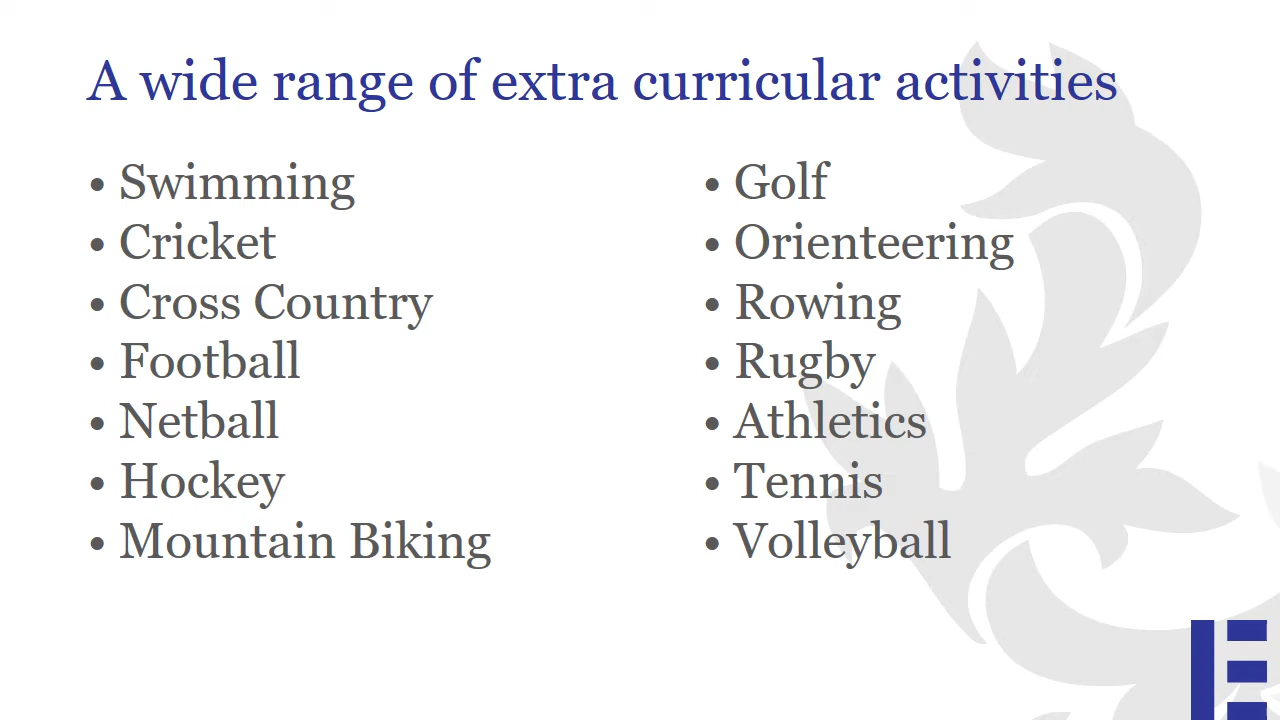 A wide range of extra curricular activities
• Swimming
• Cricket
• Cross Country
• Football
• Netball
• Hockey
• Mountain Biking
• Golf
• Orienteering
• Rowing
• Rugby
• Athletics
• Tennis
• Volleyball